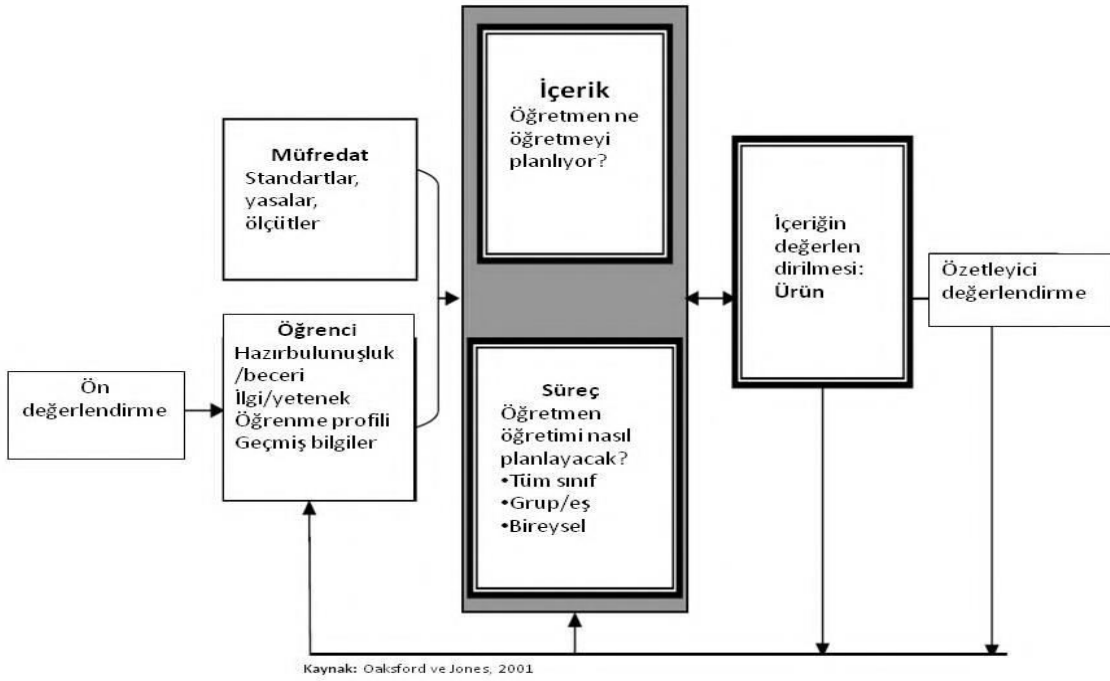 Ön
değerlendirme
Müfredat
Standartlar,
yasalar,
ölçütler
Öğrenci
Hazırbulunuşluk
/beceri
İlgi/yetenek
Öğrenme profili
Geçmiş bilgiler
İçerik
Öğretmen ne
öğretmeyi
planlıyor?
Süreç
Öğretmen
öğretimi nasıl
planlayacak?
•Tüm sınıf
•Grup/eş
•Bireysel
İçeriğin
değerlen
dirilmesi:
Ürün
Özetleyici
değerlendirme
Kaynak: Oaksford ve Jones, 2001